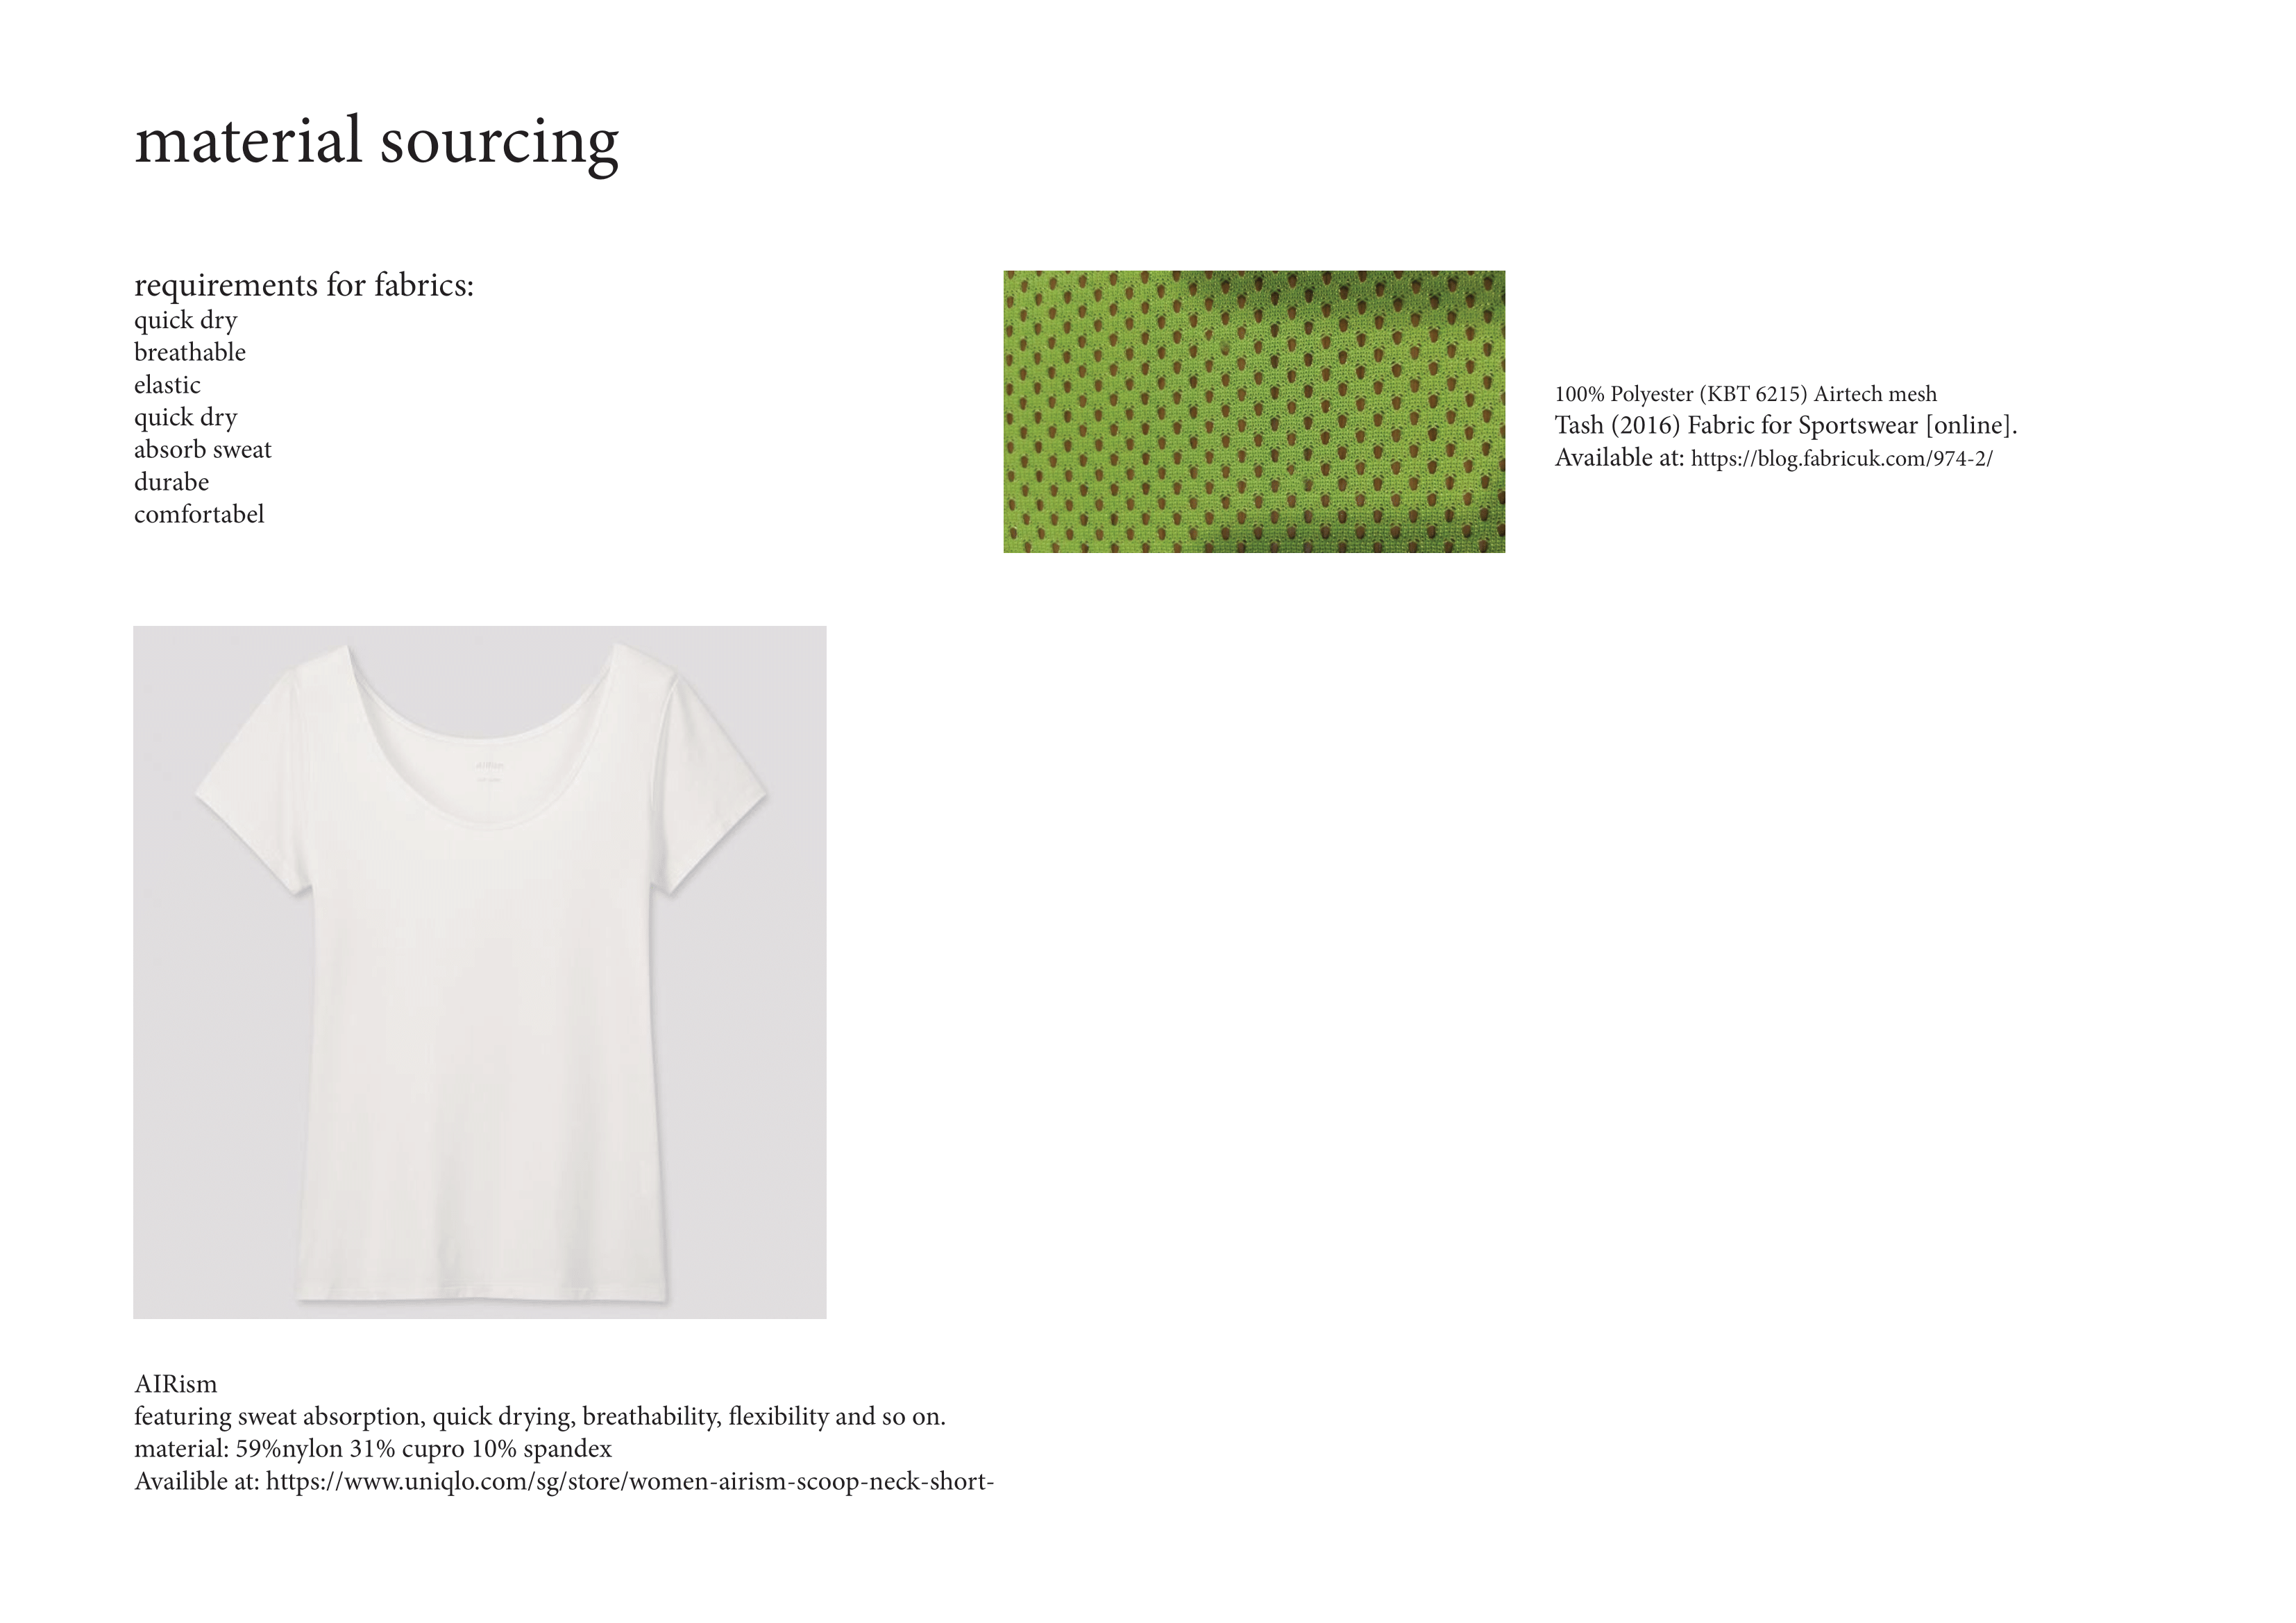 material sourcing
requirements for fabrics:
quick dry
breathable
elastic
quick dry
absorb sweat
durabe
comfortabel
100% Polyester (KBT 6215) Airtech mesh
Tash (2016) Fabric for Sportswear [online].
Available at: https://blog.fabricuk.com/974-2/
AIRism
featuring sweat absorption, quick drying, breathability, flexibility and so on.
material: 59%nylon 31% cupro 10% spandex
Availible at: https://www.uniqlo.com/sg/store/women-airism-scoop-neck-short-